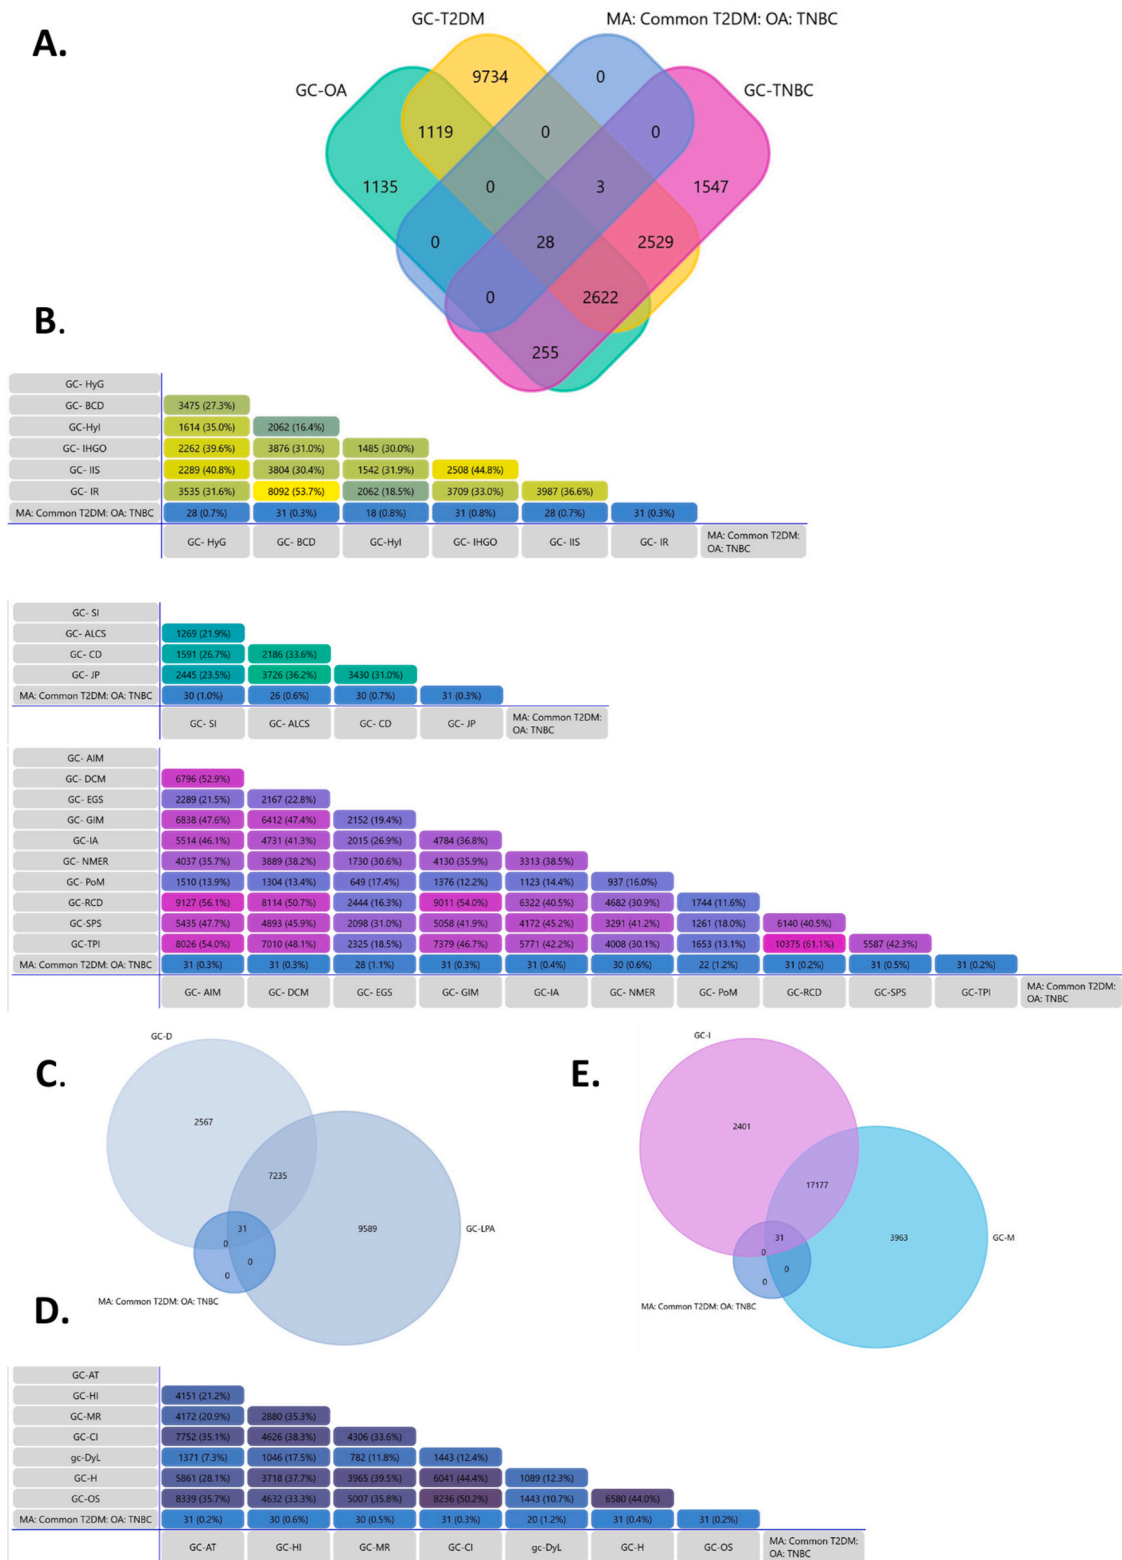 A.
GC-T2DM
MA: Common T2DM: OA: TNBC
GC-OA
GC-TNBC
9734
0
1119
0
0
1135
0
3
1547
0
28
2529
0
2622
255
B.
GC- HyG
GC- BCD 3475 (27.3%)
GC-HyI 1614 (35.0%) 2062 (16.4%)
GC- IHGO 2262 (39.6%) 3876 (31.0%) 1485 (30.0%)
GC- IIS 2289 (40.8%) 3804 (30.4%) 1542 (31.9%) 2508 (44.8%)
GC- IR 3535 (31.6%) 8092 (53.7%) 2062 (18.5%) 3709 (33.0%) 3987 (36.6%)
MA: Common T2DM: OA: TNBC 28 (0.7%) 31 (0.3%) 18 (0.8%) 31 (0.8%) 28 (0.7%) 31 (0.3%)
GC- HyG GC- BCD GC-HyI GC- IHGO GC- IIS GC- IR MA: Common T2DM:
OA: TNBC
GC- SI
GC- ALCS 1269 (21.9%)
GC- CD 1591 (26.7%) 2186 (33.6%)
GC- JP 2445 (23.5%) 3726 (36.2%) 3430 (31.0%)
MA: Common T2DM: OA: TNBC 30 (1.0%) 26 (0.6%) 30 (0.7%) 31 (0.3%)
GC- SI GC- ALCS GC- CD GC- JP MA: Common T2DM:
OA: TNBC
GC- AIM
GC- DCM 6796 (52.9%)
GC- EGS 2289 (21.5%) 2167 (22.8%)
GC- GIM 6838 (47.6%) 6412 (47.4%) 2152 (19.4%)
GC-IA 5514 (46.1%) 4731 (41.3%) 2015 (26.9%) 4784 (36.8%)
GC- NMER 4037 (35.7%) 3889 (38.2%) 1730 (30.6%) 4130 (35.9%) 3313 (38.5%)
GC- PoM 1510 (13.9%) 1304 (13.4%) 649 (17.4%) 1376 (12.2%) 1123 (14.4%) 937 (16.0%)
GC-RCD 9127 (56.1%) 8114 (50.7%) 2444 (16.3%) 9011 (54.0%) 6322 (40.5%) 4682 (30.9%) 1744 (11.6%)
GC-SPS 5435 (47.7%) 4893 (45.9%) 2098 (31.0%) 5058 (41.9%) 4172 (45.2%) 3291 (41.2%) 1261 (18.0%) 6140 (40.5%)
GC-TPI 8026 (54.0%) 7010 (48.1%) 2325 (18.5%) 7379 (46.7%) 5771 (42.2%) 4008 (30.1%) 1653 (13.1%) 10375 (61.1%) 5587 (42.3%)
MA: Common T2DM: OA: TNBC 31 (0.3%) 31 (0.3%) 28 (1.1%) 31 (0.3%) 31 (0.4%) 30 (0.6%) 22 (1.2%) 31 (0.2%) 31 (0.5%) 31 (0.2%)
GC- AIM GC- DCM GC- EGS GC- GIM GC-IA GC- NMER GC- PoM GC-RCD GC-SPS GC-TPI MA: Common T2DM:
OA: TNBC
C.
GC-D
2567
7235
31
0
0
0
9589
GC-LPA
MA: Common T2DM: OA: TNBC
E.
GC-I
2401
17177
31
0
0
0
3963
GC-M
MA: Common T2DM: OA: TNBC
D.
GC-AT
GC-HI 4151 (21.2%)
GC-MR 4172 (20.9%) 2880 (35.3%)
GC-CI 7752 (35.1%) 4626 (38.3%) 4306 (33.6%)
gc-DyL 1371 (7.3%) 1046 (17.5%) 782 (11.8%) 1443 (12.4%)
GC-H 5861 (28.1%) 3718 (37.7%) 3965 (39.5%) 6041 (44.4%) 1089 (12.3%)
GC-OS 8339 (35.7%) 4632 (33.3%) 5007 (35.8%) 8236 (50.2%) 1443 (10.7%) 6580 (44.0%)
MA: Common T2DM: OA: TNBC 31 (0.2%) 30 (0.6%) 30 (0.5%) 31 (0.3%) 20 (1.2%) 31 (0.4%) 31 (0.2%)
GC-AT GC-HI GC-MR GC-CI gc-DyL GC-H GC-OS MA: Common T2DM:
OA: TNBC